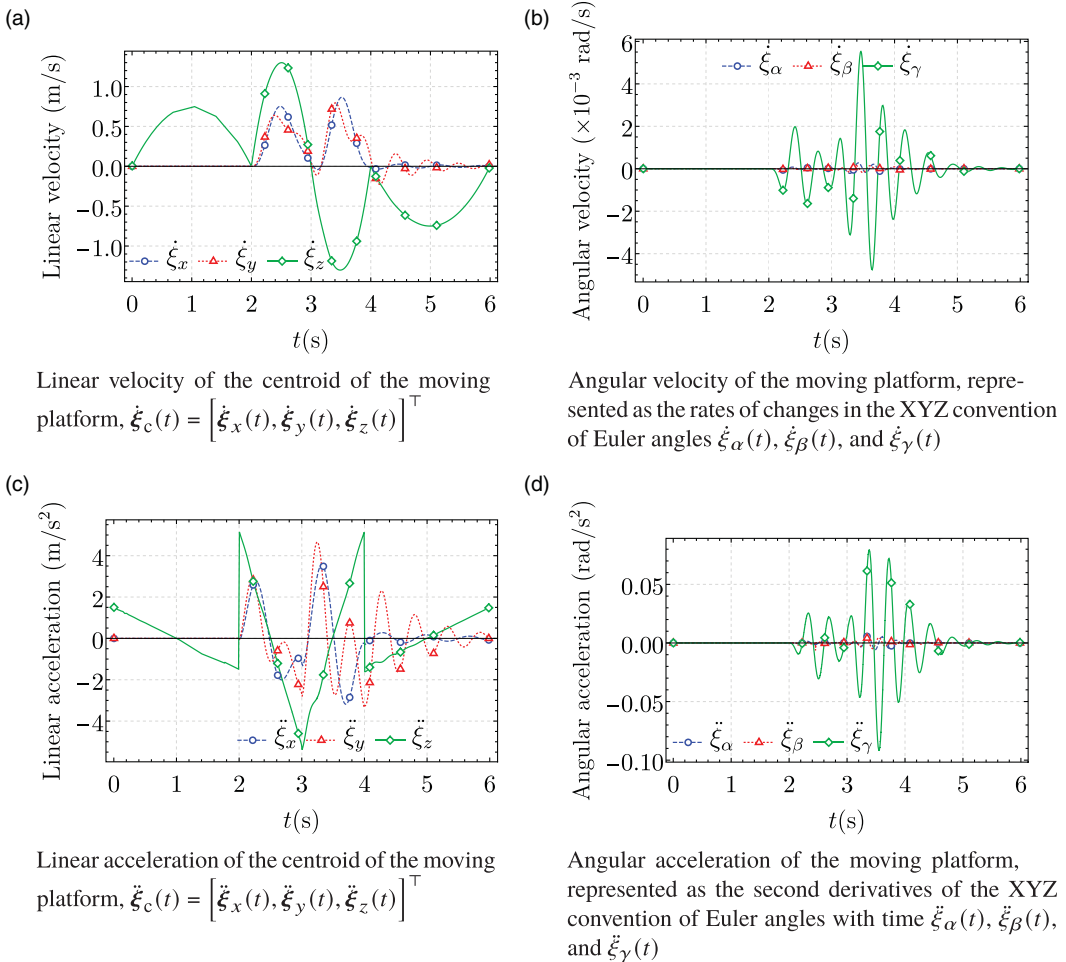 (a)
Linear velocity (m/s)
1.0
0.5
0.0
−0.5
−1.0
ξ̇x ξ̇y ξ̇z
0 1 2 3 4 5 6
t(s)
Linear velocity of the centroid of the moving
platform, ξ̇c(t) = [ξ̇x(t), ξ̇y(t), ξ̇z(t)]⊤
(b)
Angular velocity (×10−3 rad/s)
6
4
2
0
−2
−4
ξ̇α ξ̇β ξ̇γ
0 1 2 3 4 5 6
t(s)
Angular velocity of the moving platform, repre-
sented as the rates of changes in the XYZ convention
of Euler angles ξ̇α(t), ξ̇β(t), and ξ̇γ(t)
(c)
Linear acceleration (m/s²)
4
2
0
−2
−4
ξ̈x ξ̈y ξ̈z
0 1 2 3 4 5 6
t(s)
Linear acceleration of the centroid of the moving
platform, ξ̈c(t) = [ξ̈x(t), ξ̈y(t), ξ̈z(t)]⊤
(d)
Angular acceleration (rad/s²)
0.05
0.00
−0.05
−0.10
ξ̈α ξ̈β ξ̈γ
0 1 2 3 4 5 6
t(s)
Angular acceleration of the moving platform,
represented as the second derivatives of the XYZ
convention of Euler angles with time ξ̈α(t), ξ̈β(t),
and ξ̈γ(t)